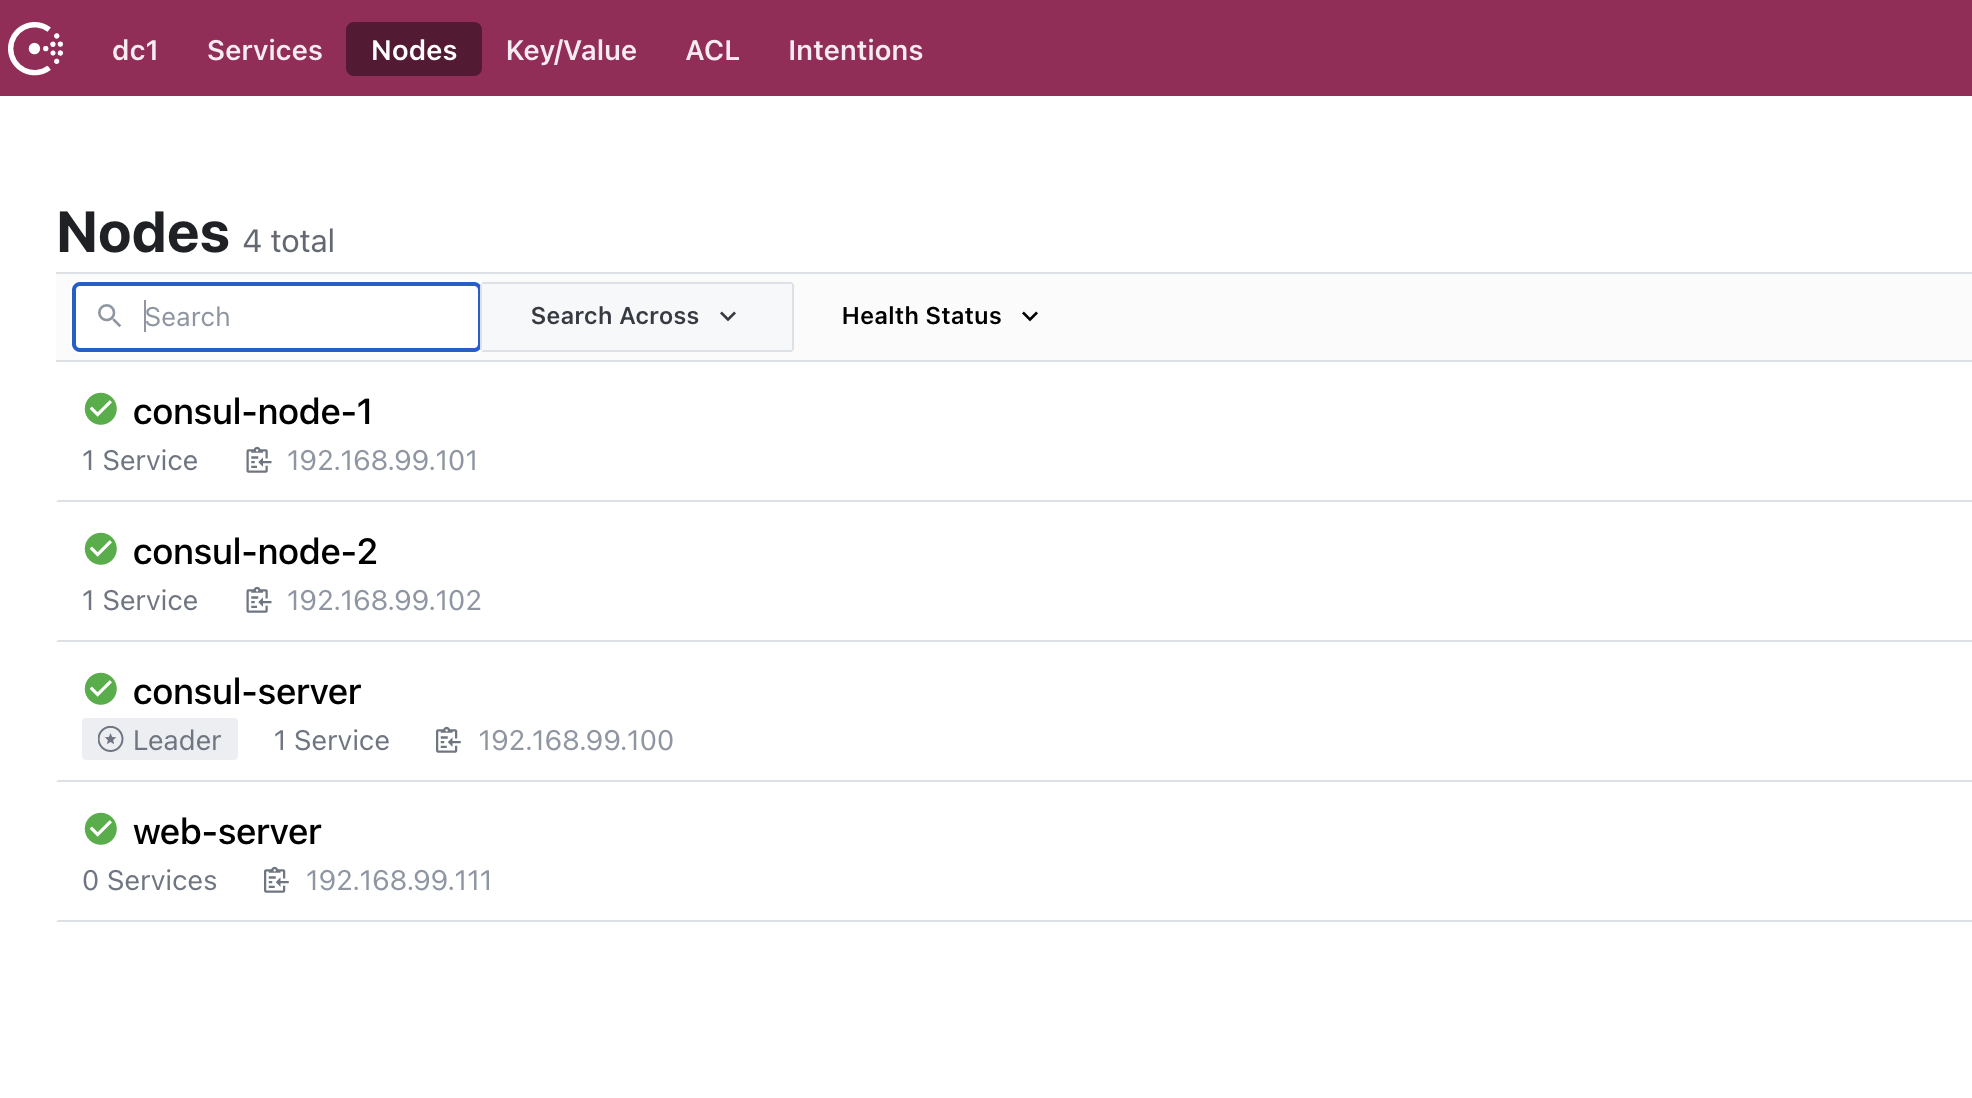 dc1 Services Nodes Key/Value ACL Intentions
Nodes 4 total
Search Search Across Health Status
consul-node-1
1 Service 192.168.99.101
consul-node-2
1 Service 192.168.99.102
consul-server
Leader 1 Service 192.168.99.100
web-server
0 Services 192.168.99.111